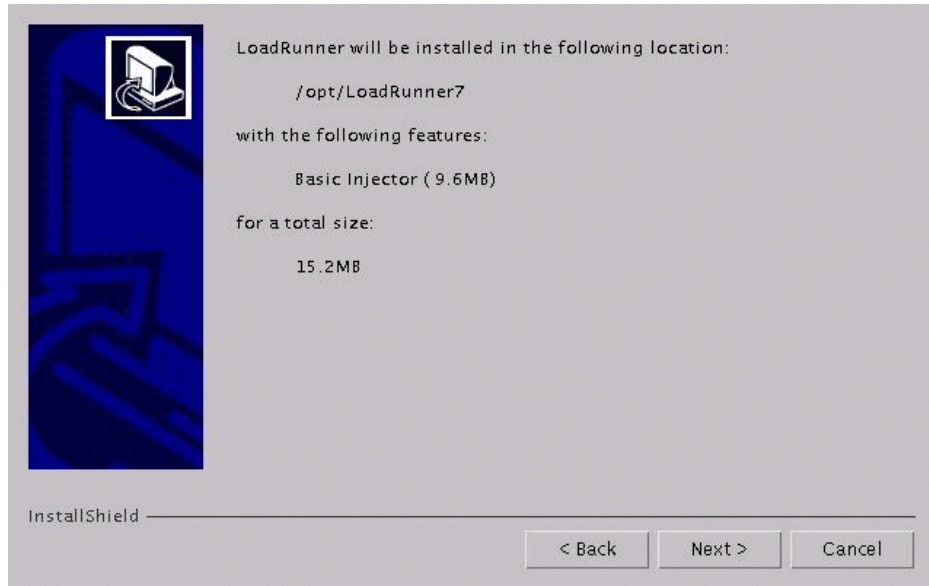 LoadRunner will be installed in the following location:
/opt/LoadRunner7
with the following features:
Basic Injector ( 9.6MB)
for a total size:
15.2MB
InstallShield
< Back
Next >
Cancel